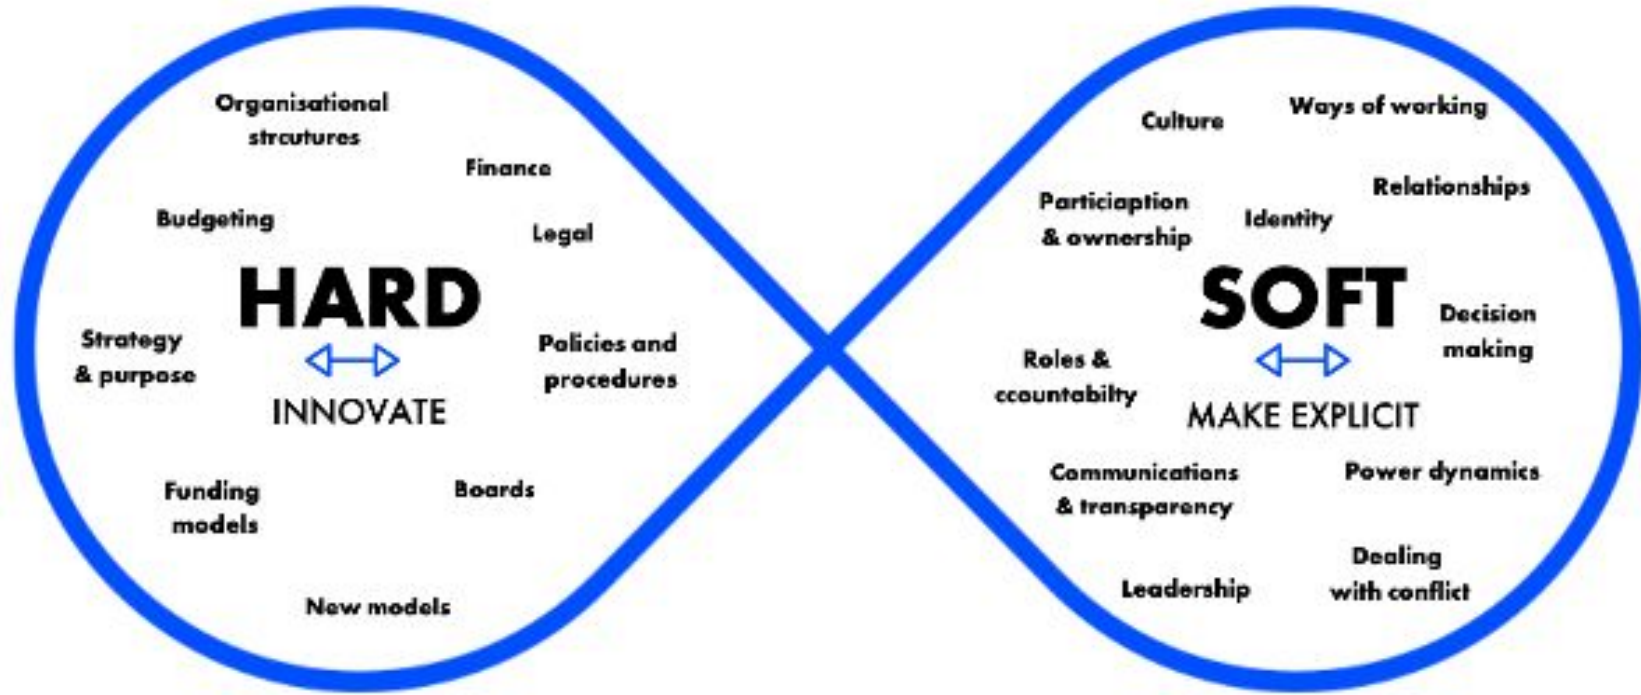 Organisational
strcutures
Finance
Budgeting
Legal
HARD
Strategy
& purpose
Policies and
procedures
INNOVATE
Funding
models
Boards
New models
Culture
Ways of working
Relationships
Particiaption
& ownership
Identity
SOFT
Decision
making
Roles &
ccountabilty
MAKE EXPLICIT
Communications
& transparency
Power dynamics
Leadership
Dealing
with conflict